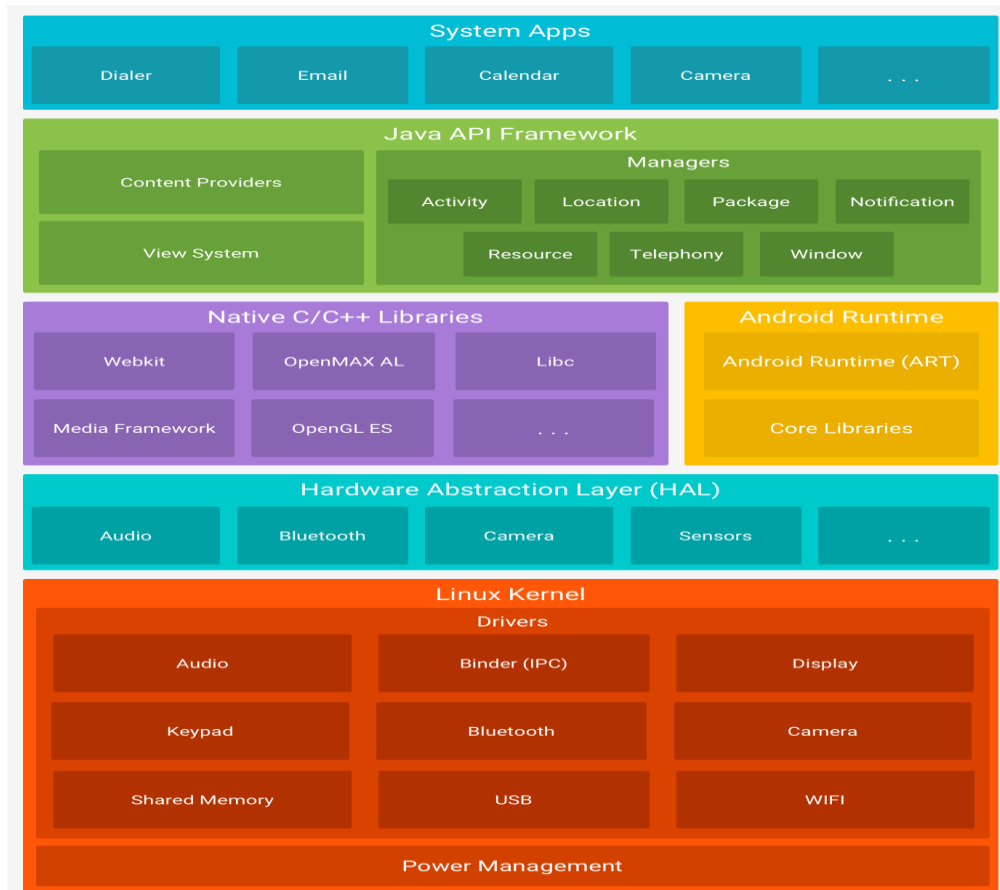 System Apps
Dialer
Email
Calendar
Camera
. . .
Java API Framework
Content Providers
View System
Managers
Activity
Location
Package
Notification
Resource
Telephony
Window
Native C/C++ Libraries
Webkit
OpenMAX AL
Libc
Media Framework
OpenGL ES
. . .
Android Runtime
Android Runtime (ART)
Core Libraries
Hardware Abstraction Layer (HAL)
Audio
Bluetooth
Camera
Sensors
. . .
Linux Kernel
Drivers
Audio
Binder (IPC)
Display
Keypad
Bluetooth
Camera
Shared Memory
USB
WIFI
Power Management